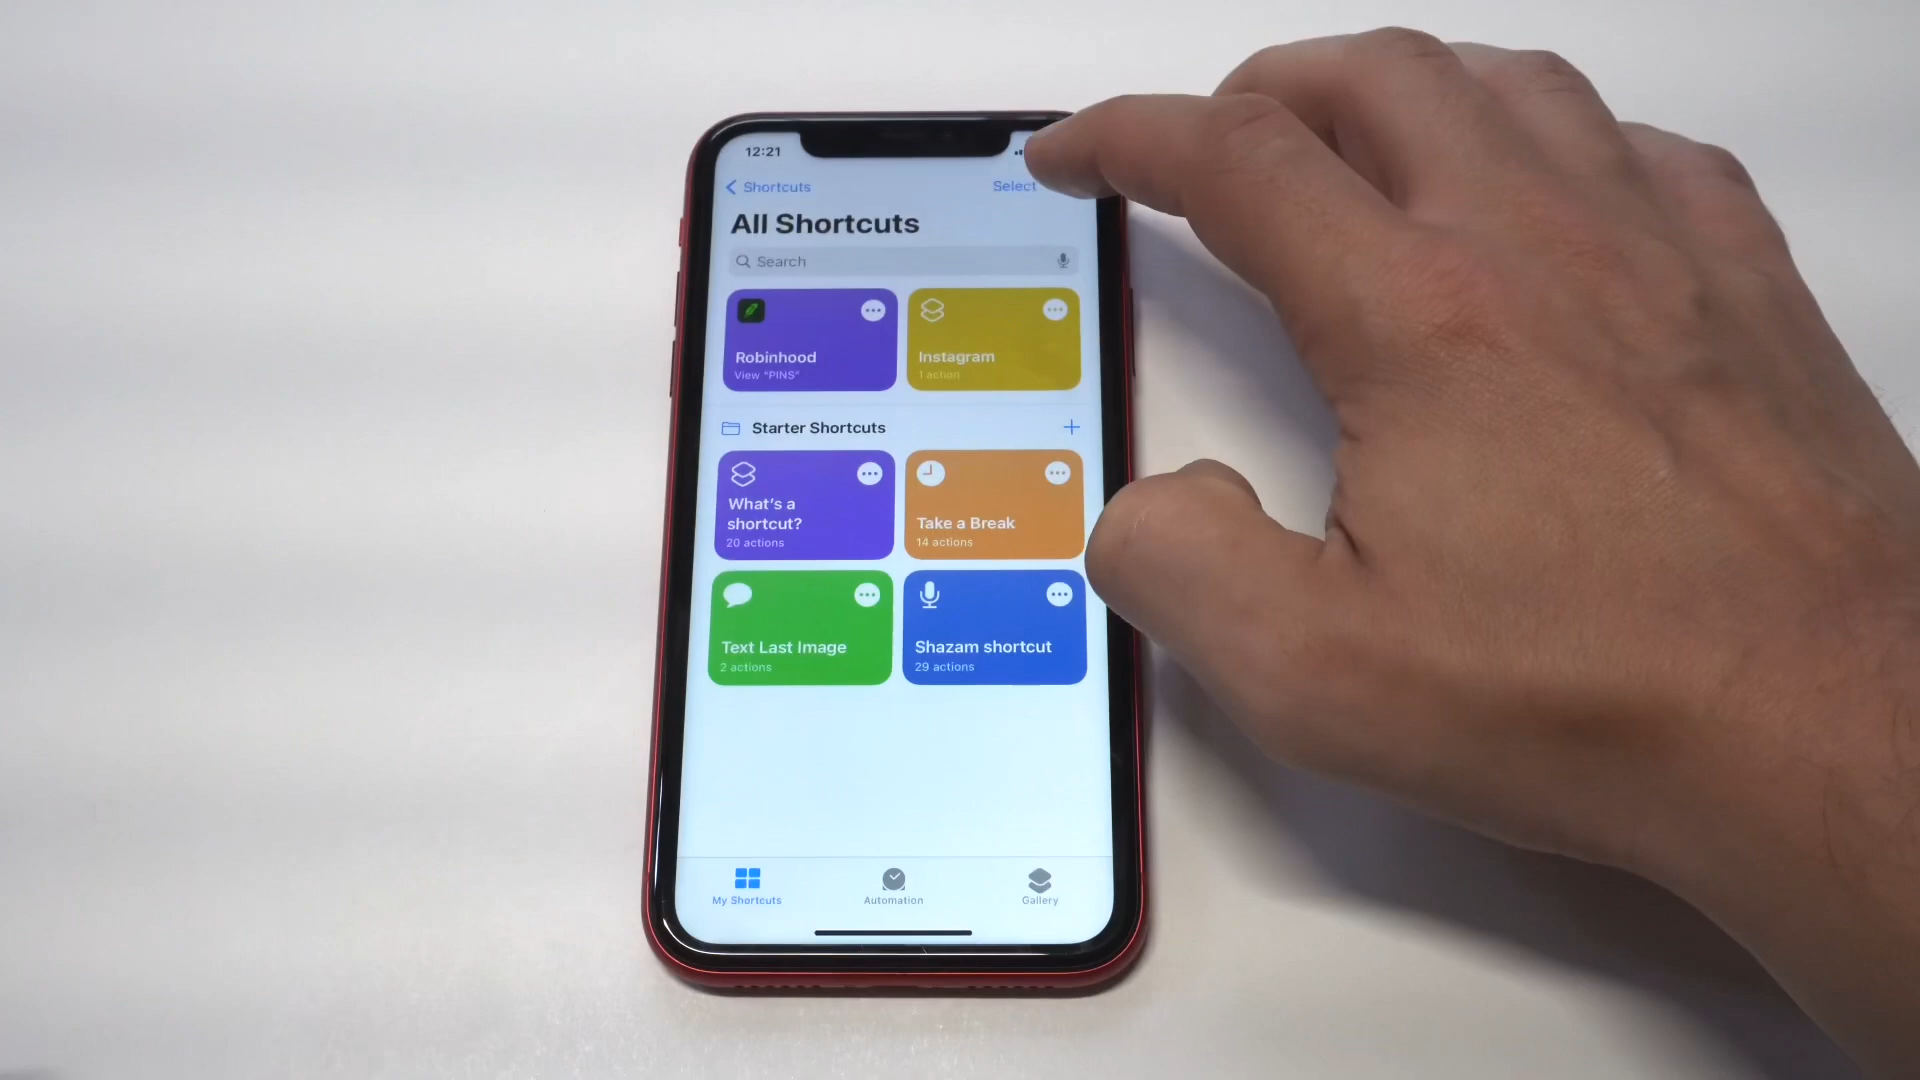 12:21
Shortcuts
Select
All Shortcuts
Search
Robinhood
View "PINS"
Instagram
1 action
Starter Shortcuts
What's a
shortcut?
20 actions
Take a Break
14 actions
Text Last Image
2 actions
Shazam shortcut
29 actions
My Shortcuts
Automation
Gallery